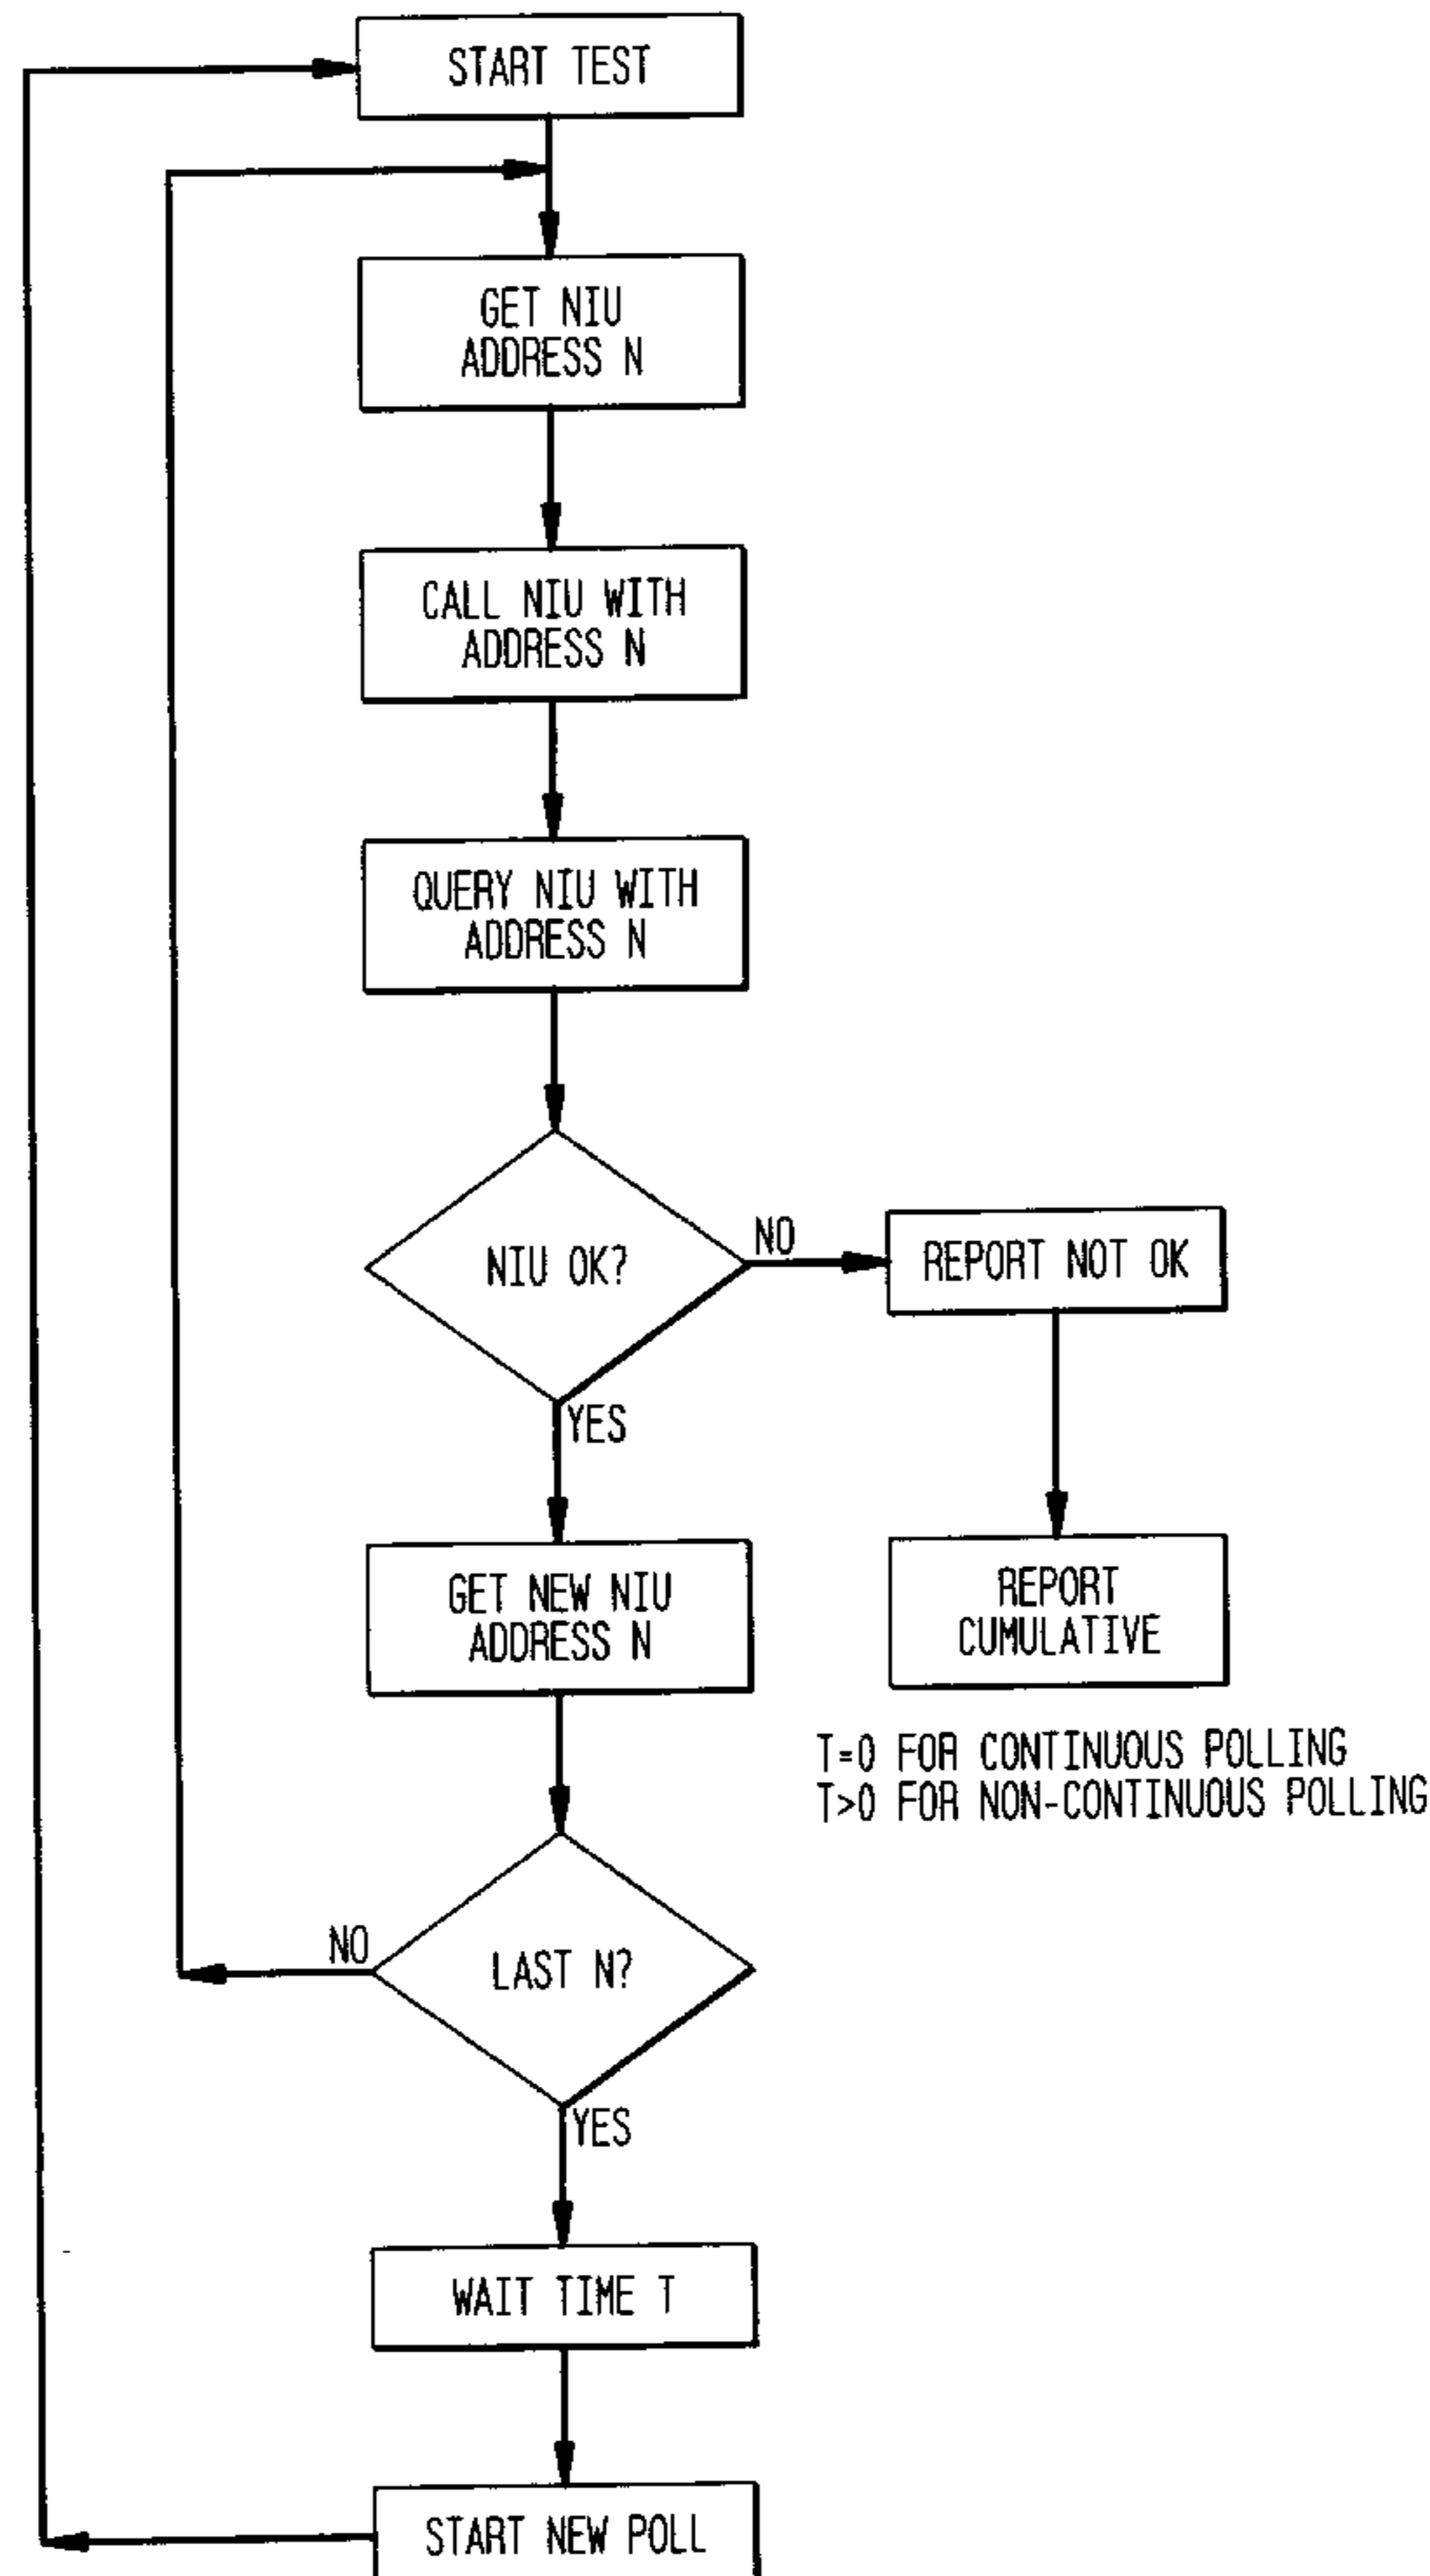 START TEST
GET NIU
ADDRESS N
CALL NIU WITH
ADDRESS N
QUERY NIU WITH
ADDRESS N
NIU OK?
NO
REPORT NOT OK
YES
REPORT
CUMULATIVE
GET NEW NIU
ADDRESS N
T=0 FOR CONTINUOUS POLLING
T>0 FOR NON-CONTINUOUS POLLING
NO
LAST N?
YES
WAIT TIME T
START NEW POLL